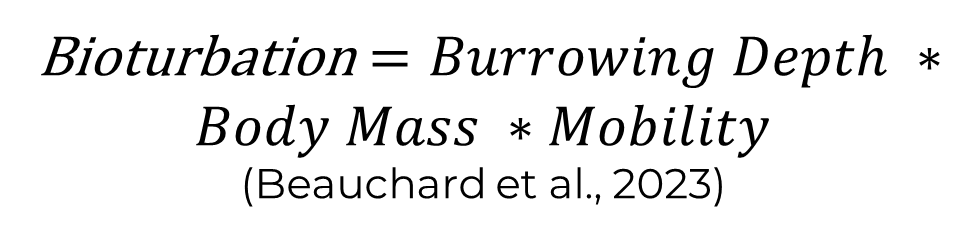 Bioturbation = Burrowing Depth *
Body Mass * Mobility
(Beauchard et al., 2023)